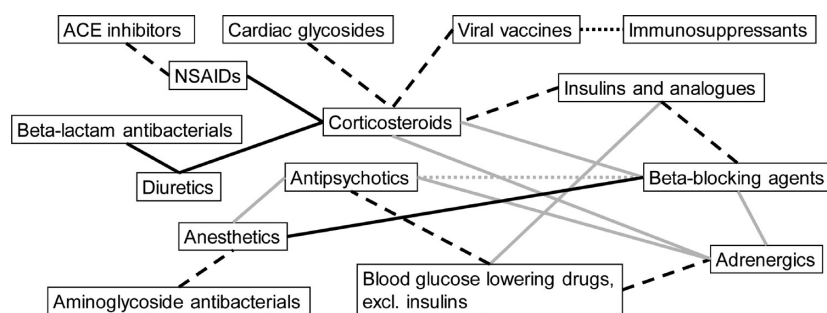 ACE inhibitors
Cardiac glycosides
Viral vaccines
Immunosuppressants
NSAIDs
Insulins and analogues
Beta-lactam antibacterials
Corticosteroids
Diuretics
Antipsychotics
Beta-blocking agents
Anesthetics
Adrenergics
Blood glucose lowering drugs,
excl. insulins
Aminoglycoside antibacterials